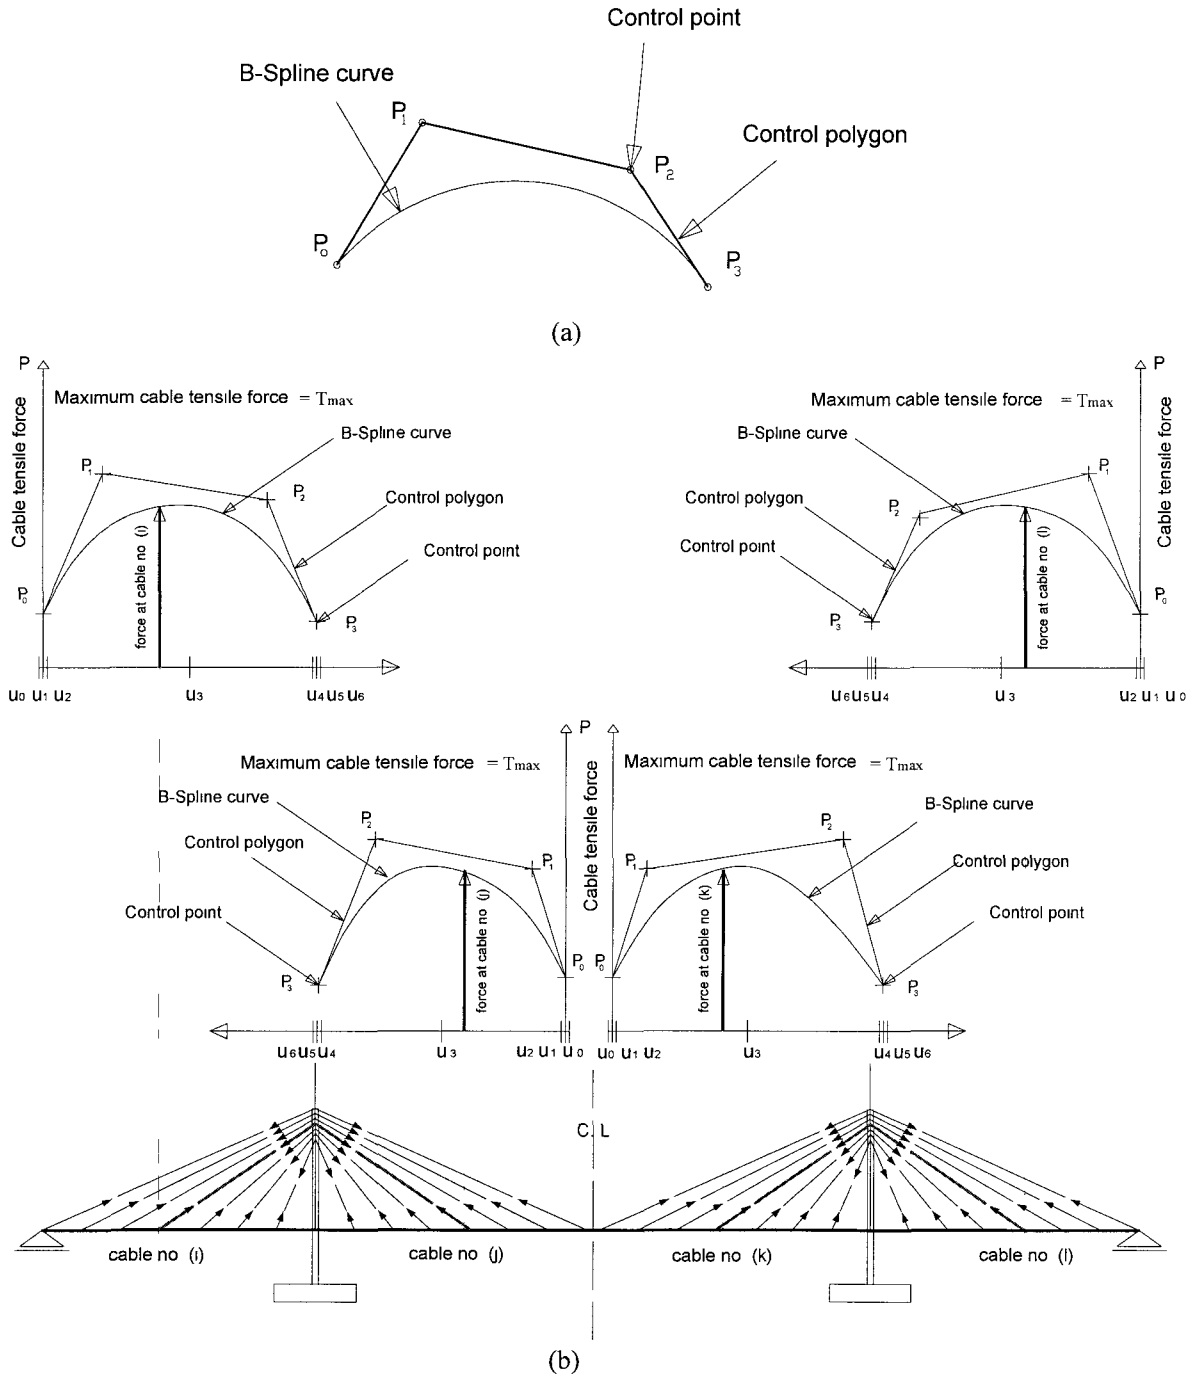 Control point
B-Spline curve
P1
Control polygon
P2
P0
P3
(a)
P
Maximum cable tensile force = Tmax
B-Spline curve
Cable tensile force
P1
P2
Control polygon
force at cable no (i)
Control point
P0
P3
u0 u1 u2
u3
u4 u5 u6
P
Maximum cable tensile force = Tmax
B-Spline curve
Cable tensile force
P1
Control polygon
P2
Control point
force at cable no (l)
P0
P3
u6 u5 u4
u3
u2 u1 u0
P
Maximum cable tensile force = Tmax
B-Spline curve
P2
Control polygon
P1
Cable tensile force
Control point
force at cable no (j)
P0
P3
u6 u5 u4
u3
u2 u1 u0
Maximum cable tensile force = Tmax
B-Spline curve
P2
P1
Control polygon
force at cable no (k)
Control point
P0
P3
u0 u1 u2
u3
u4 u5 u6
C L
cable no (i)
cable no (j)
cable no (k)
cable no (l)
(b)